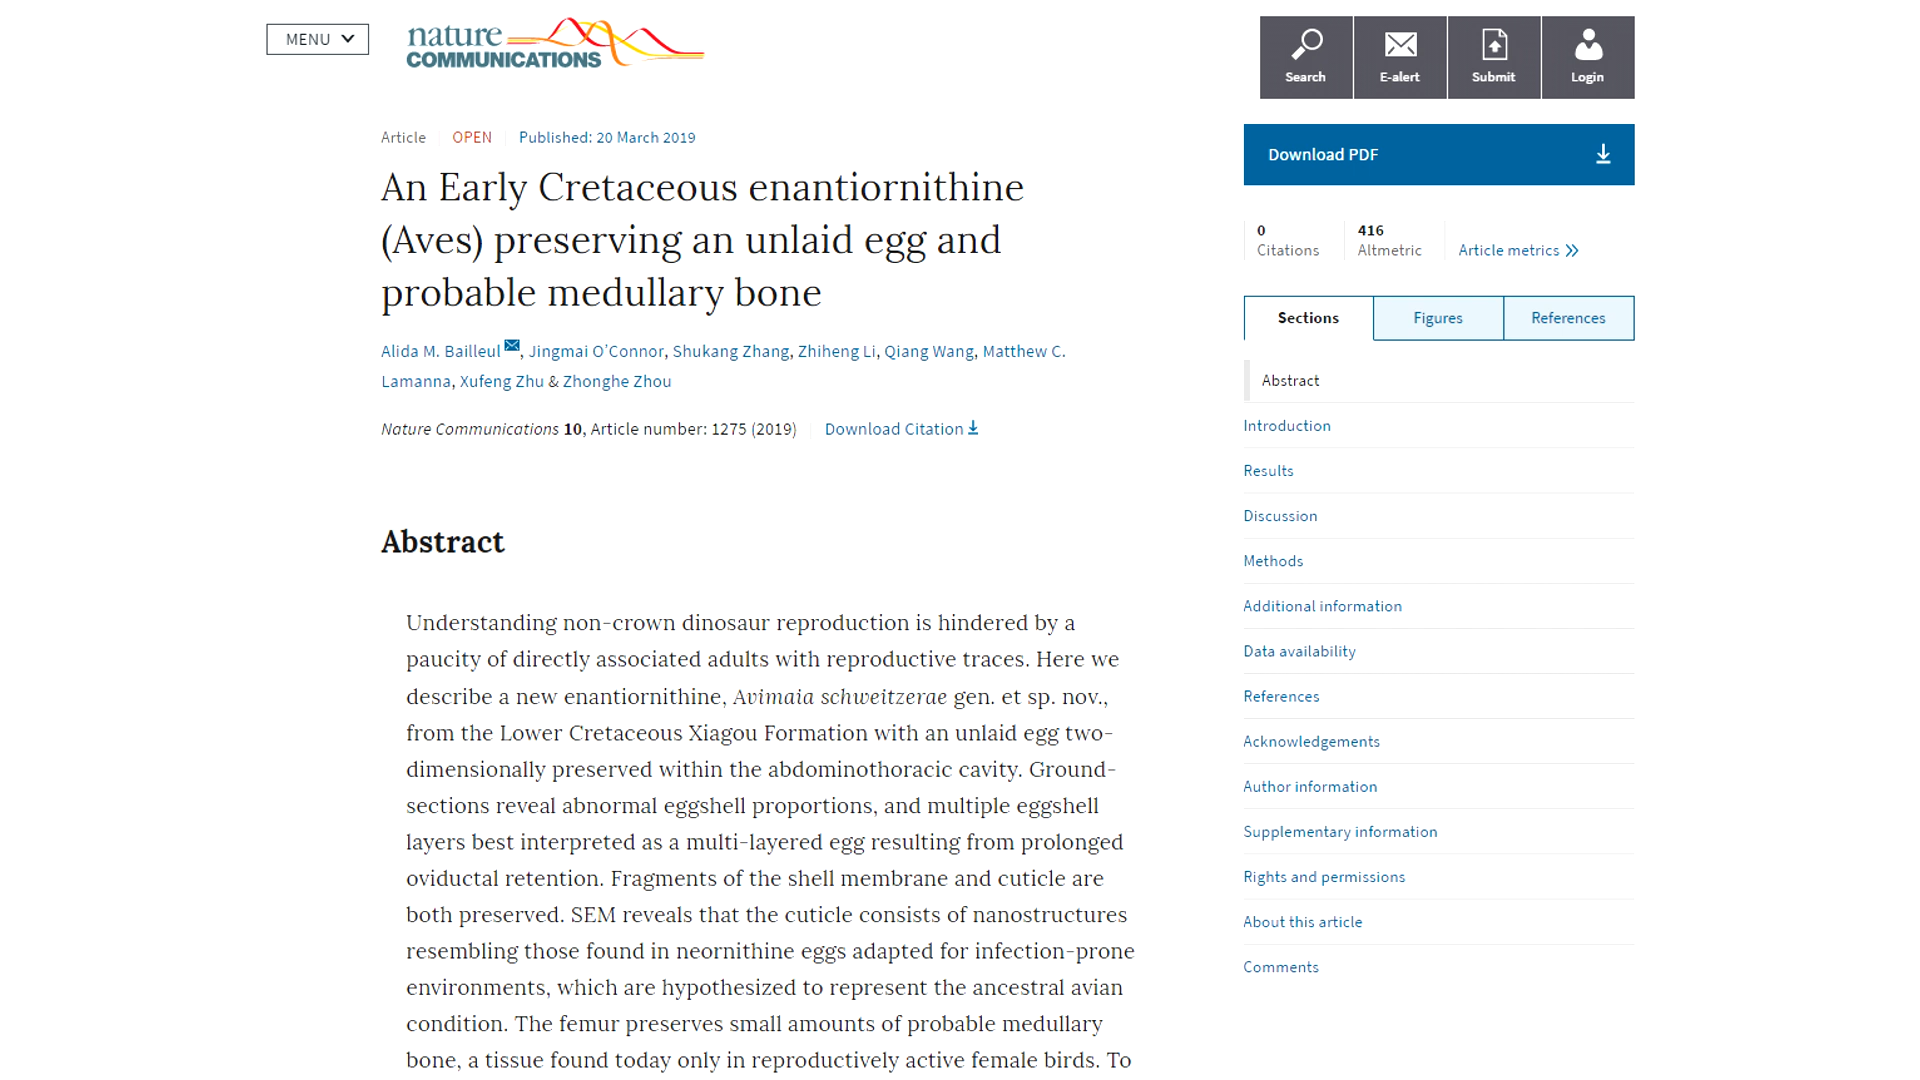 MENU
nature
COMMUNICATIONS
Search
E-alert
Submit
Login
Article
OPEN
Published: 20 March 2019
An Early Cretaceous enantiornithine
(Aves) preserving an unlaid egg and
probable medullary bone
Alida M. Bailleul, Jingmai O’Connor, Shukang Zhang, Zhiheng Li, Qiang Wang, Matthew C.
Lamanna, Xufeng Zhu & Zhonghe Zhou
Nature Communications 10, Article number: 1275 (2019)
Download Citation
Abstract
Understanding non-crown dinosaur reproduction is hindered by a
paucity of directly associated adults with reproductive traces. Here we
describe a new enantiornithine, Avimaia schweitzerae gen. et sp. nov.,
from the Lower Cretaceous Xiagou Formation with an unlaid egg two-
dimensionally preserved within the abdominothoracic cavity. Ground-
sections reveal abnormal eggshell proportions, and multiple eggshell
layers best interpreted as a multi-layered egg resulting from prolonged
oviductal retention. Fragments of the shell membrane and cuticle are
both preserved. SEM reveals that the cuticle consists of nanostructures
resembling those found in neornithine eggs adapted for infection-prone
environments, which are hypothesized to represent the ancestral avian
condition. The femur preserves small amounts of probable medullary
bone, a tissue found today only in reproductively active female birds. To
Download PDF
0
Citations
416
Altmetric
Article metrics
Sections
Figures
References
Abstract
Introduction
Results
Discussion
Methods
Additional information
Data availability
References
Acknowledgements
Author information
Supplementary information
Rights and permissions
About this article
Comments